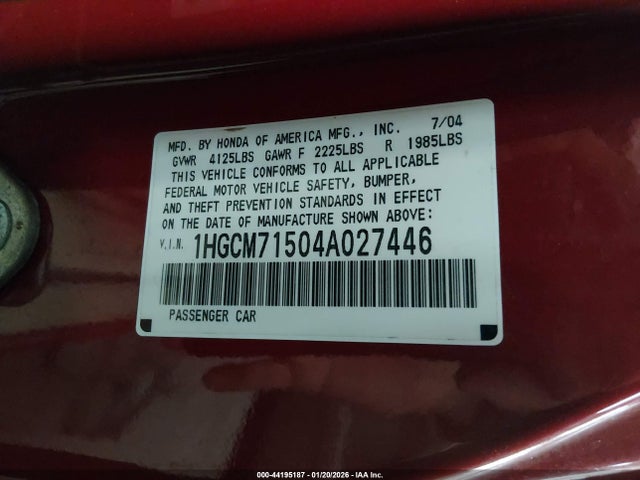 MFD. BY HONDA OF AMERICA MFG., INC. 7/04
GVWR 4125LBS GAWR F 2225LBS R 1985LBS
THIS VEHICLE CONFORMS TO ALL APPLICABLE
FEDERAL MOTOR VEHICLE SAFETY, BUMPER,
AND THEFT PREVENTION STANDARDS IN EFFECT
ON THE DATE OF MANUFACTURE SHOWN ABOVE:
V.I.N. 1HGCM71504A027446
PASSENGER CAR
000-44195187 - 01/20/2026 - IAA Inc.